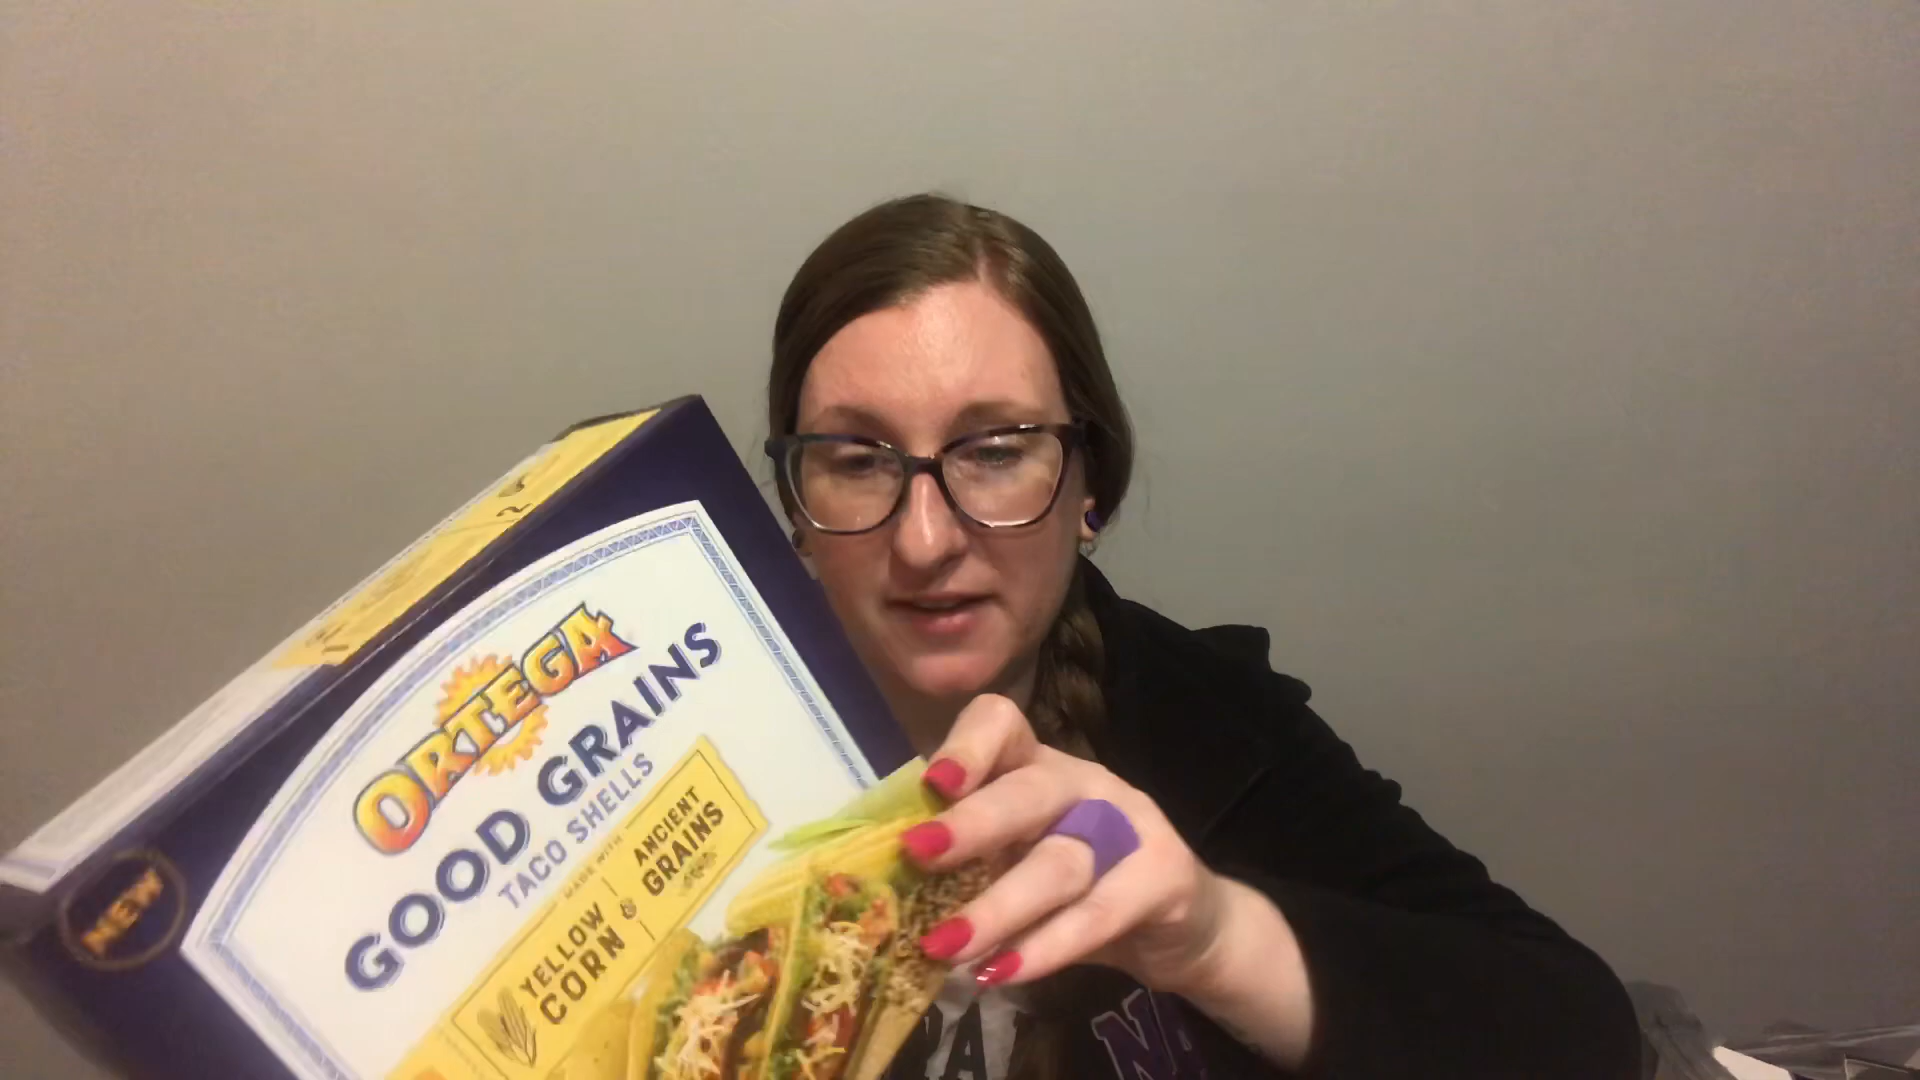 ORTEGA
GOOD GRAINS
TACO SHELLS
MADE WITH
YELLOW
CORN
&
ANCIENT
GRAINS
NEW